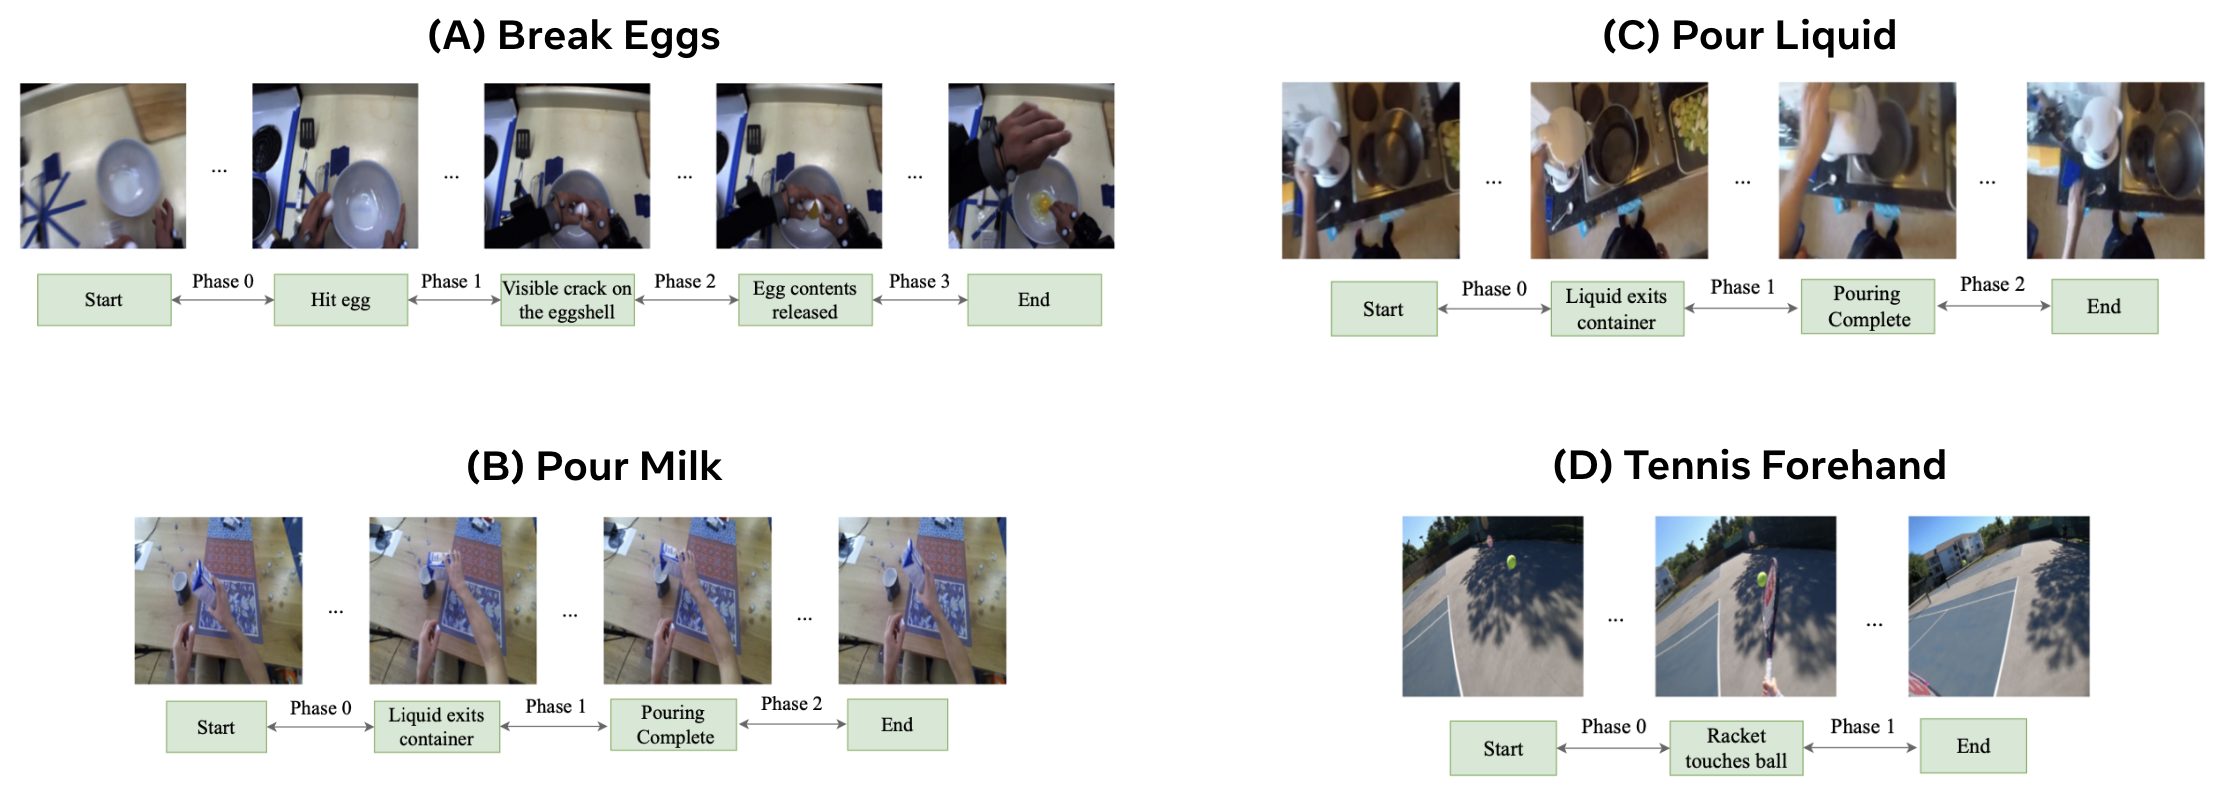 (A) Break Eggs
...
...
...
...
Phase 0
Phase 1
Phase 2
Phase 3
Start
Hit egg
Visible crack on
the eggshell
Egg contents
released
End
(C) Pour Liquid
...
...
...
Phase 0
Phase 1
Phase 2
Start
Liquid exits
container
Pouring
Complete
End
(B) Pour Milk
...
...
...
Phase 0
Phase 1
Phase 2
Start
Liquid exits
container
Pouring
Complete
End
(D) Tennis Forehand
...
...
Phase 0
Phase 1
Start
Racket
touches ball
End